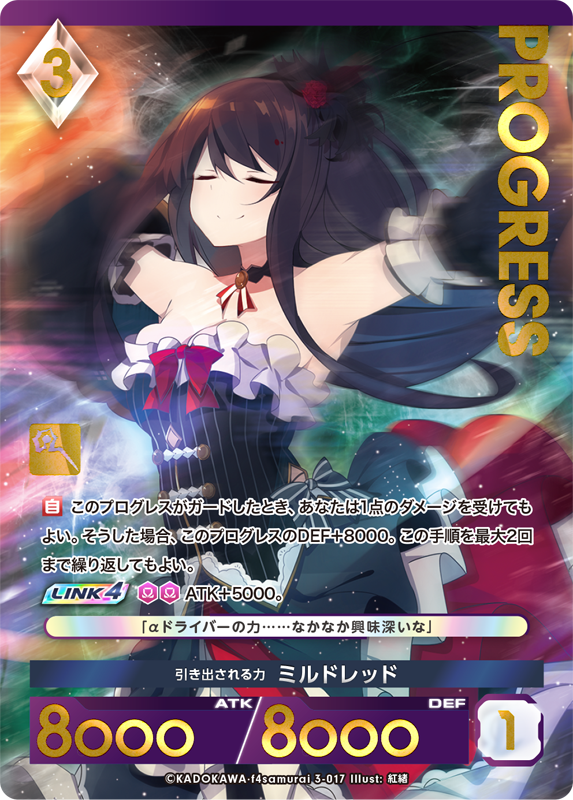 3
PROGRESS
自 このプログレスがガードしたとき、あなたは1点のダメージを受けても
よい。そうした場合、このプログレスのDEF+8000。この手順を最大2回
まで繰り返してもよい。
LINK4 ΩΩ ATK+5000。
「αドライバーの力……なかなか興味深いな」
引き出される力 ミルドレッド
ATK DEF
8000 / 8000 1
©KADOKAWA·f4samurai 3-017 Illust: 紅緒